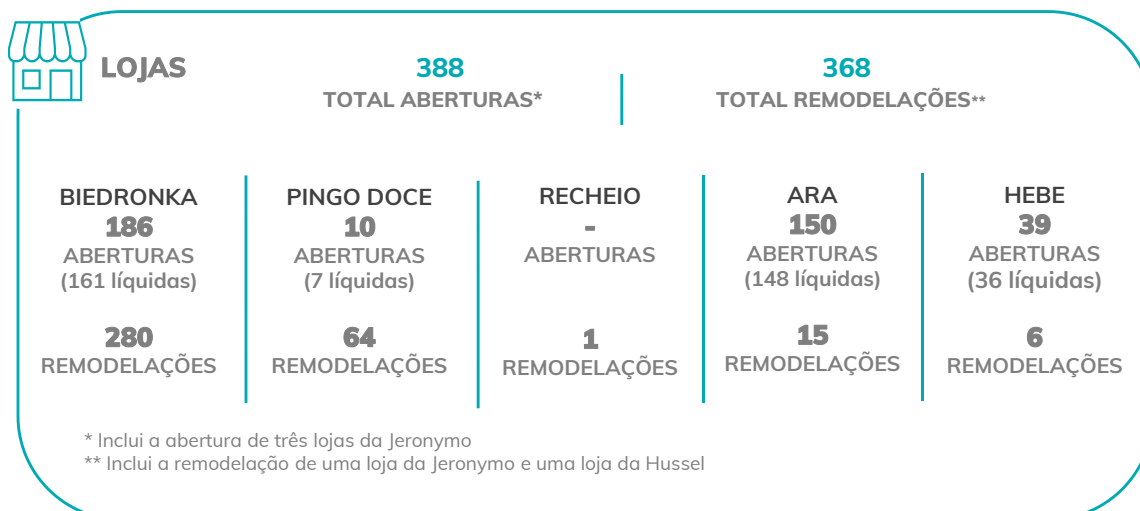 LOJAS
388
TOTAL ABERTURAS*
368
TOTAL REMODELAÇÕES**
BIEDRONKA
186
ABERTURAS
(161 líquidas)
280
REMODELAÇÕES
PINGO DOCE
10
ABERTURAS
(7 líquidas)
64
REMODELAÇÕES
RECHEIO
-
ABERTURAS
1
REMODELAÇÕES
ARA
150
ABERTURAS
(148 líquidas)
15
REMODELAÇÕES
HEBE
39
ABERTURAS
(36 líquidas)
6
REMODELAÇÕES
* Inclui a abertura de três lojas da Jeronymo
** Inclui a remodelação de uma loja da Jeronymo e uma loja da Hussel